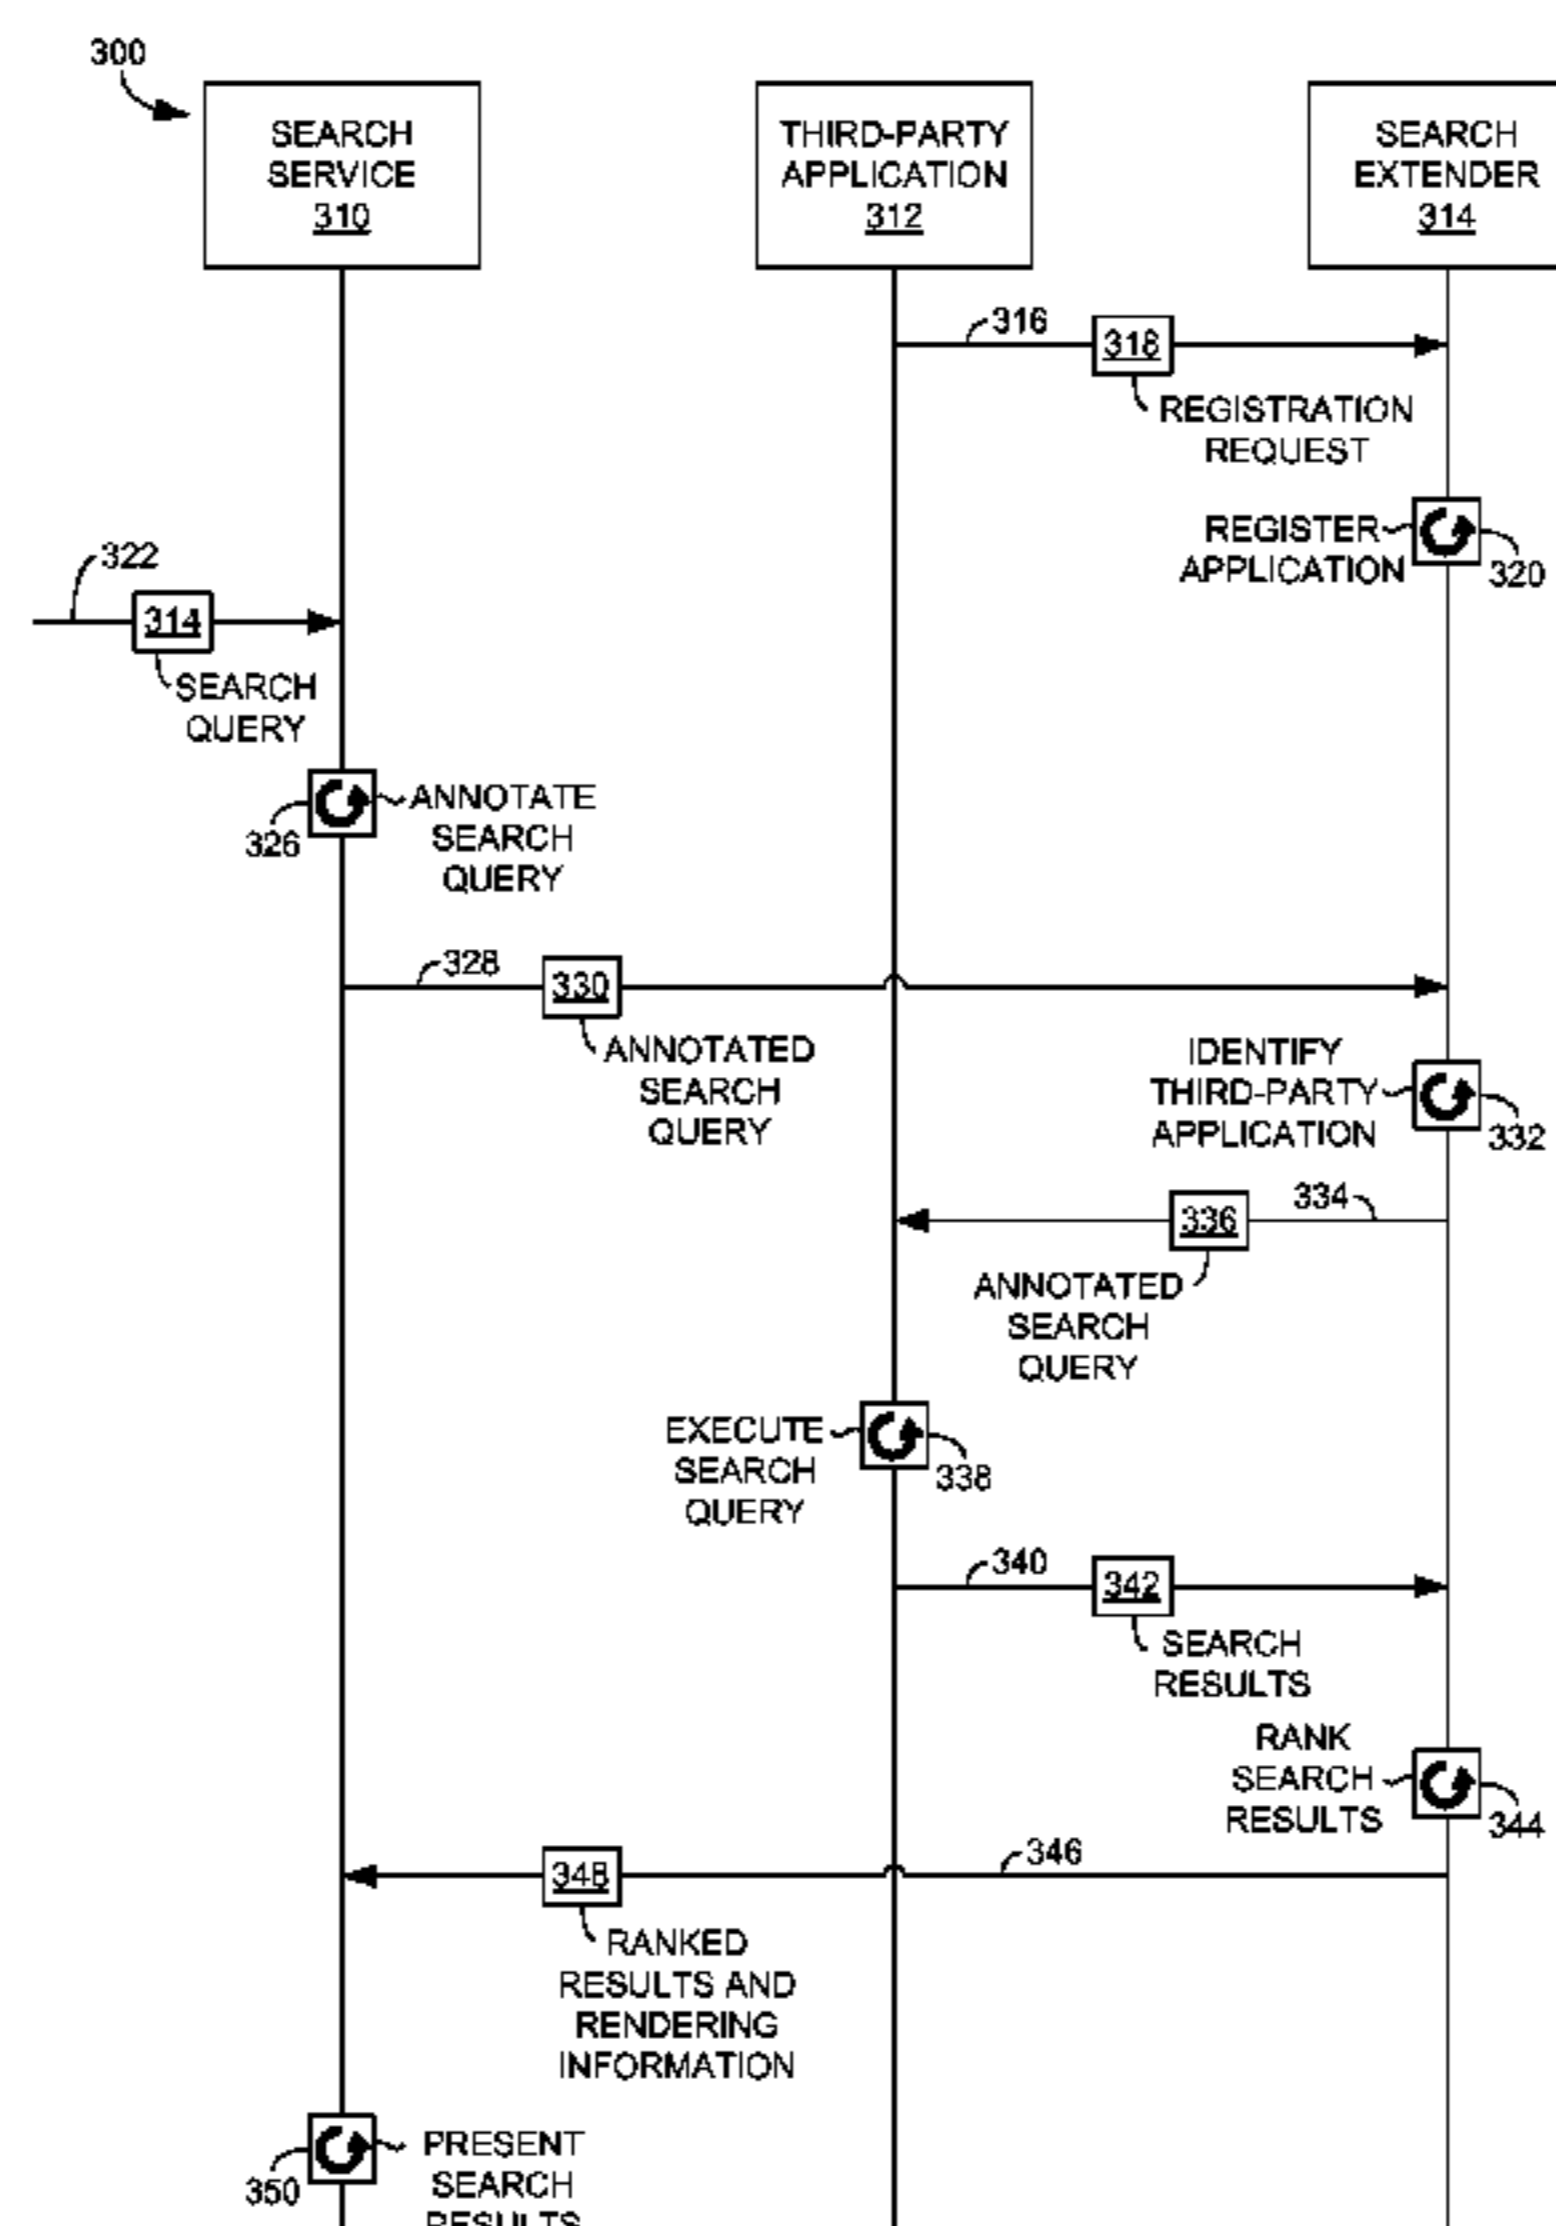 300
SEARCH
SERVICE
310
THIRD-PARTY
APPLICATION
312
SEARCH
EXTENDER
314
316
318
REGISTRATION
REQUEST
REGISTER
APPLICATION
320
322
314
SEARCH
QUERY
326
ANNOTATE
SEARCH
QUERY
328
330
ANNOTATED
SEARCH
QUERY
IDENTIFY
THIRD-PARTY
APPLICATION
332
334
336
ANNOTATED
SEARCH
QUERY
EXECUTE
SEARCH
QUERY
338
340
342
SEARCH
RESULTS
RANK
SEARCH
RESULTS
344
346
348
RANKED
RESULTS AND
RENDERING
INFORMATION
350
PRESENT
SEARCH
RESULTS